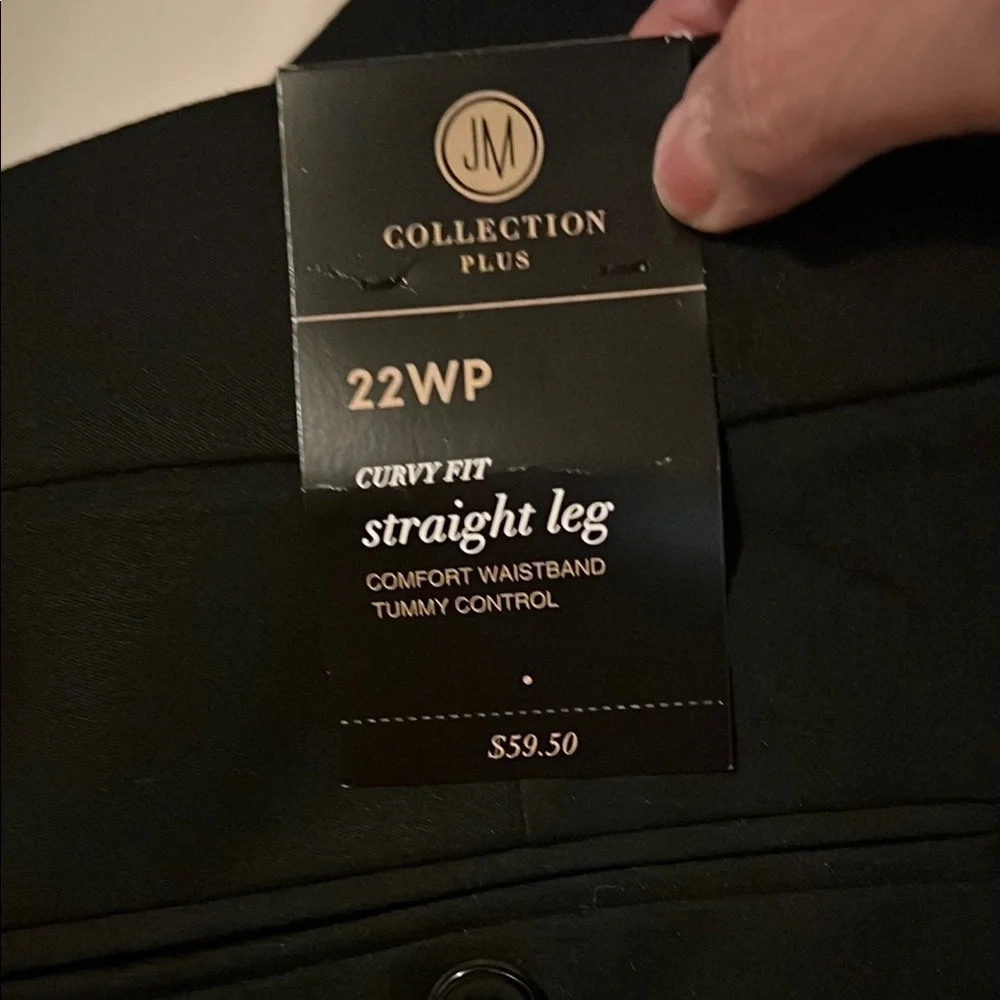 JM
COLLECTION
PLUS
22WP
CURVY FIT
straight leg
COMFORT WAISTBAND
TUMMY CONTROL
$59.50